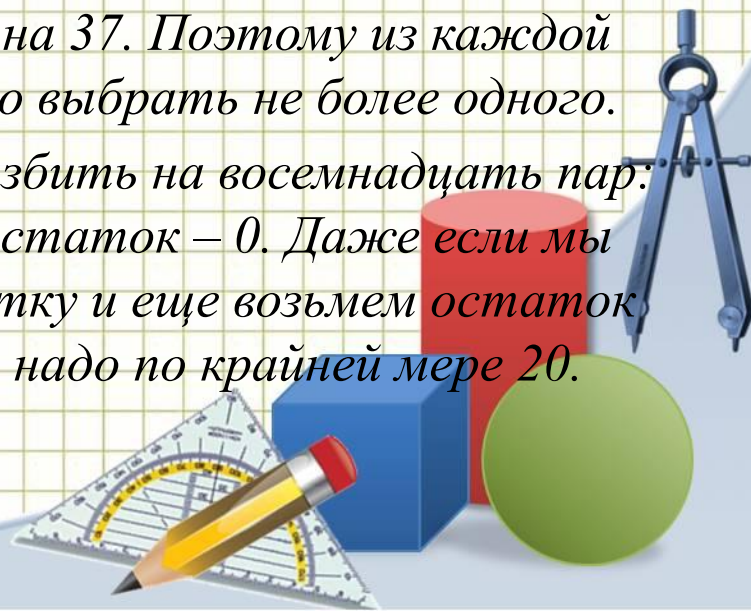 на 37. Поэтому из каждой
о выбрать не более одного.
збить на восемнадцать пар:
статок – 0. Даже если мы
тку и еще возьмем остаток
надо по крайней мере 20.